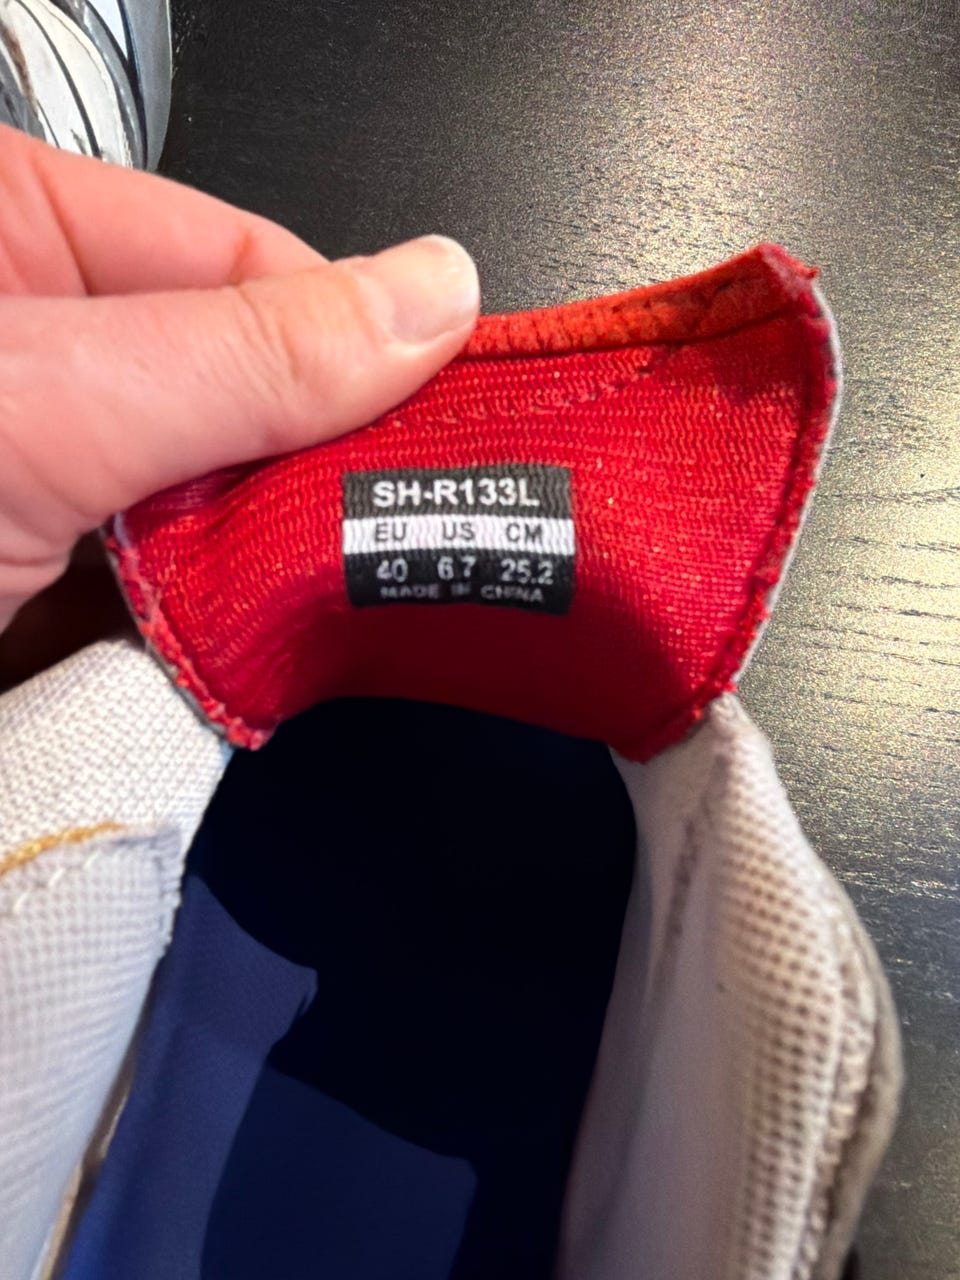 SH-R133L
EU US CM
40 6.7 25.2
MADE IN CHINA